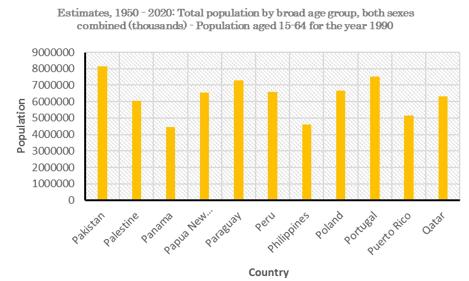 Estimates, 1950 - 2020: Total population by broad age group, both sexes
combined (thousands) - Population aged 15-64 for the year 1990
9000000
8000000
7000000
6000000
5000000
4000000
3000000
2000000
1000000
0
Population
Pakistan
Palestine
Panama
Papua New...
Paraguay
Peru
Philippines
Poland
Portugal
Puerto Rico
Qatar
Country